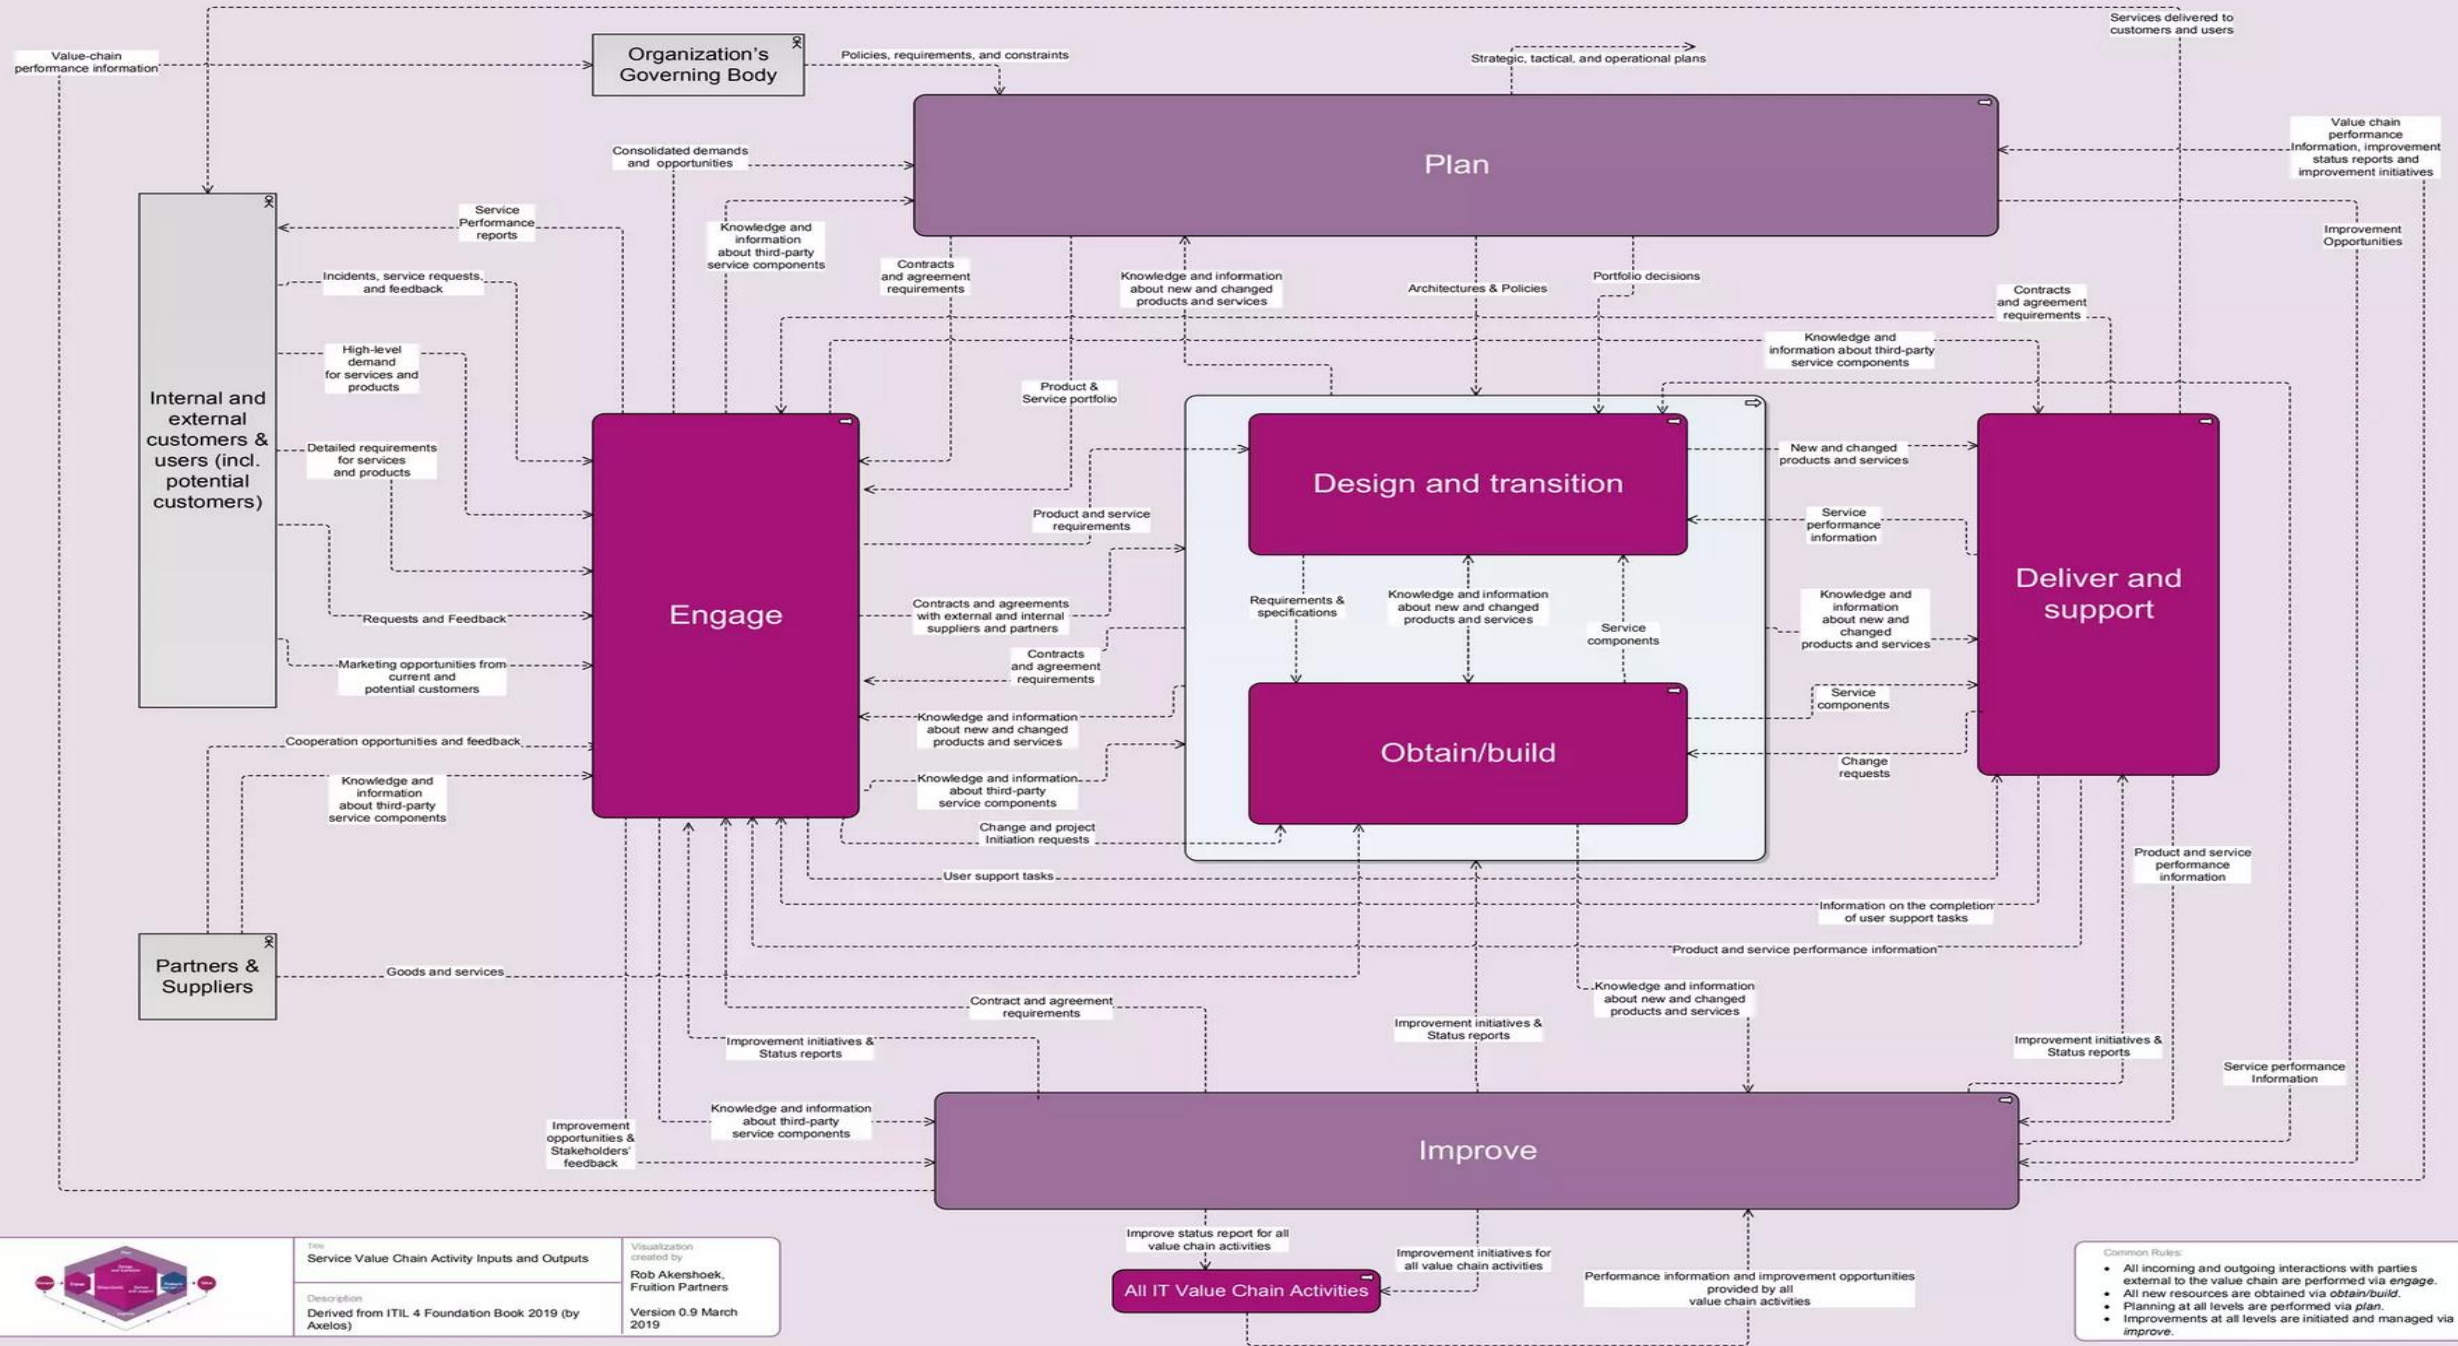 Services delivered to
customers and users
Value-chain
performance information
Organization's
Governing Body
Policies, requirements, and constraints
Strategic, tactical, and operational plans
Plan
Value chain
performance
Information, improvement
status reports and
improvement initiatives
Consolidated demands
and opportunities
Service
Performance
reports
Knowledge and
information
about third-party
service components
Improvement
Opportunities
Incidents, service requests.
and feedback
Contracts
and agreement
requirements
Knowledge and information
about new and changed
products and services
Architectures & Policies
Portfolio decisions
Contracts
and agreement
requirements
High-level
demand
for services and
products
Knowledge and
information about third-party
service components
Product &
Service portfolio
Internal and
external
customers &
users (incl.
potential
customers)
Detailed requirements
for services
and products
Design and transition
New and changed
products and services
Product and service
requirements
Service
performance
information
Engage
Deliver and
support
Contracts and agreements
with external and internal
suppliers and partners
Requirements &
specifications
Knowledge and information
about new and changed
products and services
Service
components
Knowledge and
information
about new and
changed
products and services
Requests and Feedback
Contracts
and agreement
requirements
Marketing opportunities from
current and
potential customers
Service
components
Knowledge and information
about new and changed
products and services
Obtain/build
Cooperation opportunities and feedback
Change
requests
Knowledge and
information
about third-party
service components
Knowledge and information
about third-party
service components
Change and project
Initiation requests
Product and service
performance
information
User support tasks
Information on the completion
of user support tasks
Product and service performance information
Partners &
Suppliers
Goods and services
Knowledge and information
about new and changed
products and services
Contract and agreement
requirements
Improvement initiatives &
Status reports
Improvement initiatives &
Status reports
Improvement initiatives &
Status reports
Service performance
Information
Knowledge and information
about third-party
service components
Improvement
opportunities &
Stakeholders'
feedback
Improve
Improve status report for all
value chain activities
Improvement initiatives for
all value chain activities
Performance information and improvement opportunities
provided by all
value chain activities
All IT Value Chain Activities
Title
Service Value Chain Activity Inputs and Outputs
Description
Derived from ITIL 4 Foundation Book 2019 (by
Axelos)
Visualization
created by
Rob Akershoek,
Fruition Partners
Version 0.9 March
2019
Common Rules:
• All incoming and outgoing interactions with parties
external to the value chain are performed via engage.
• All new resources are obtained via obtain/build.
• Planning at all levels are performed via plan.
• Improvements at all levels are initiated and managed via
improve.